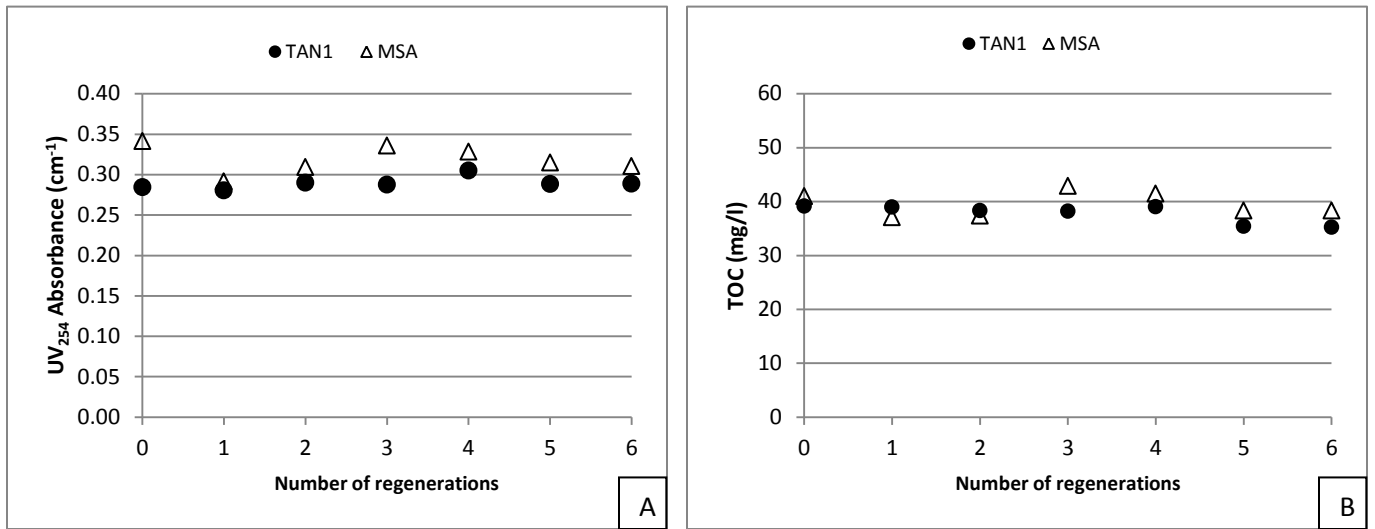 ● TAN1 △ MSA
0.40
0.35
0.30
0.25
0.20
0.15
0.10
0.05
0.00
UV₂₅₄ Absorbance (cm⁻¹)
0 1 2 3 4 5 6
Number of regenerations
A
● TAN1 △ MSA
60
50
40
30
20
10
0
TOC (mg/l)
0 1 2 3 4 5 6
Number of regenerations
B